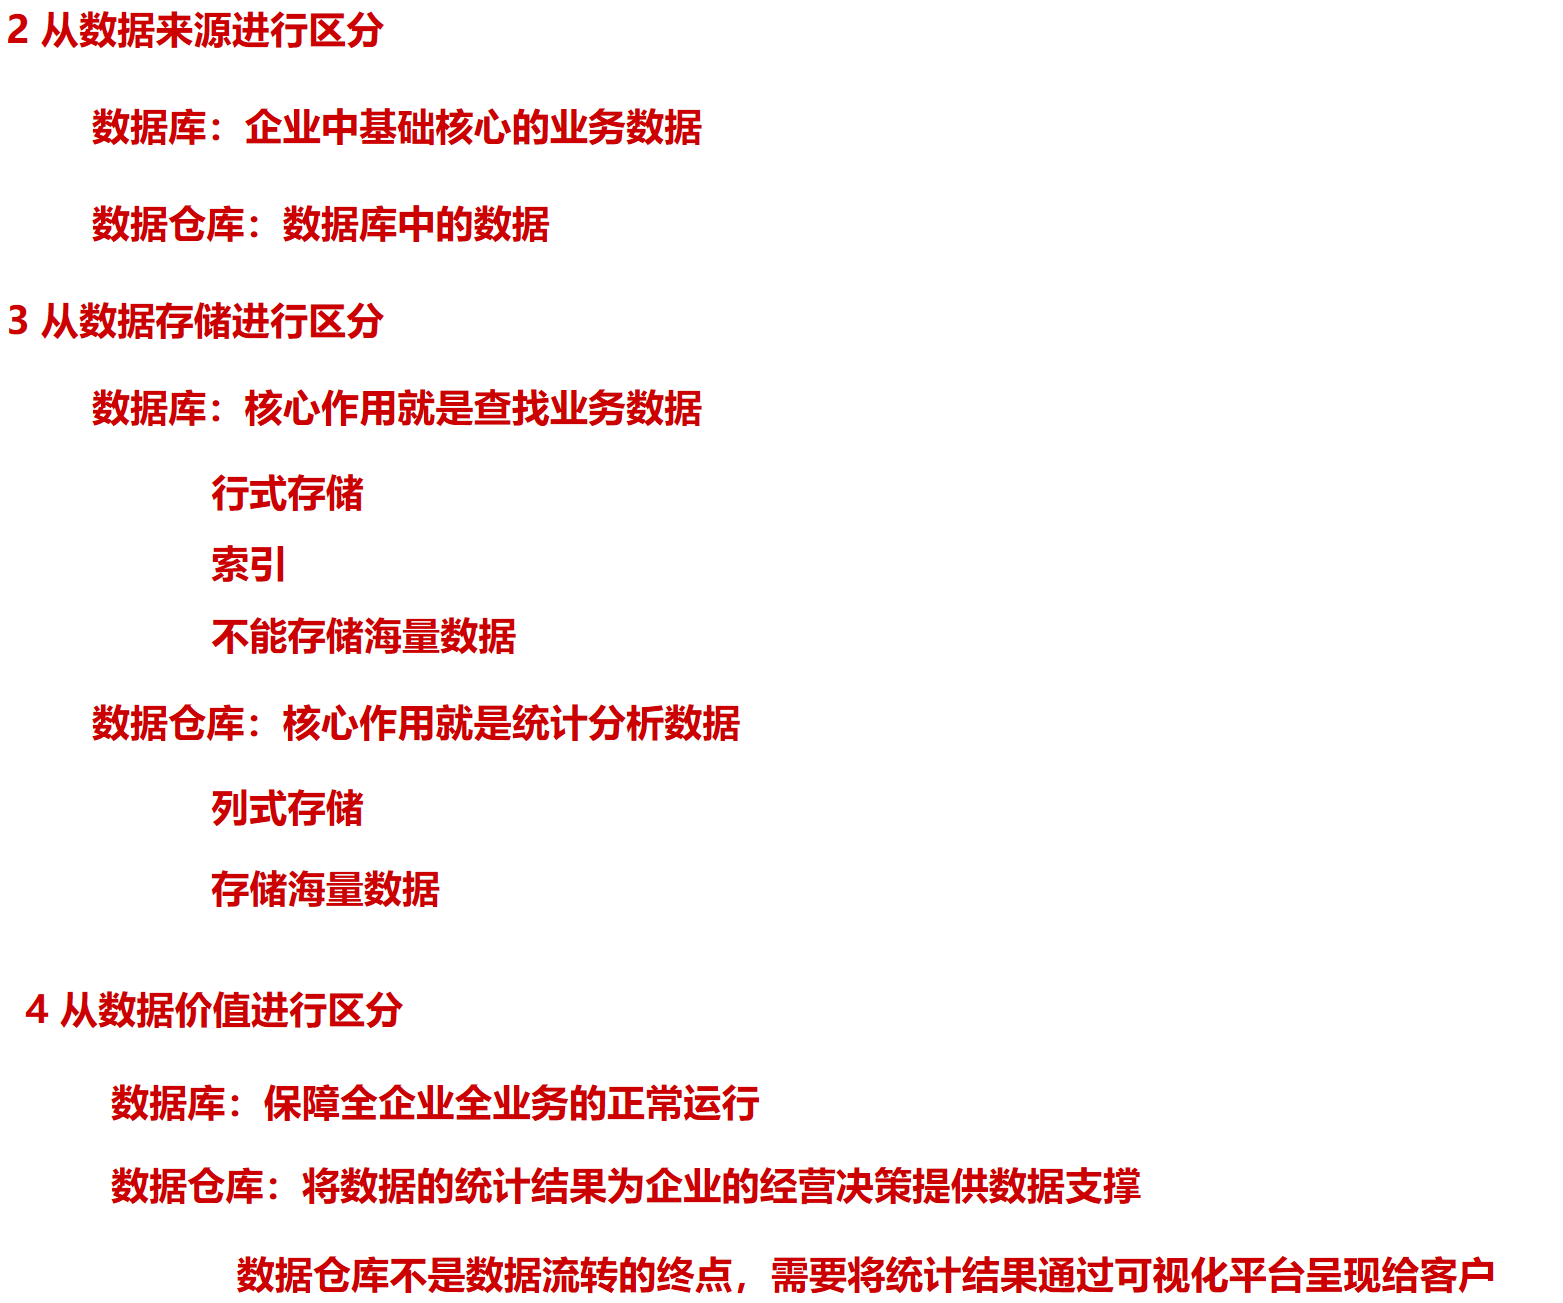 2 从数据来源进行区分
数据库：企业中基础核心的业务数据
数据仓库：数据库中的数据
3 从数据存储进行区分
数据库：核心作用就是查找业务数据
行式存储
索引
不能存储海量数据
数据仓库：核心作用就是统计分析数据
列式存储
存储海量数据
4 从数据价值进行区分
数据库：保障全企业全业务的正常运行
数据仓库：将数据的统计结果为企业的经营决策提供数据支撑
数据仓库不是数据流转的终点，需要将统计结果通过可视化平台呈现给客户